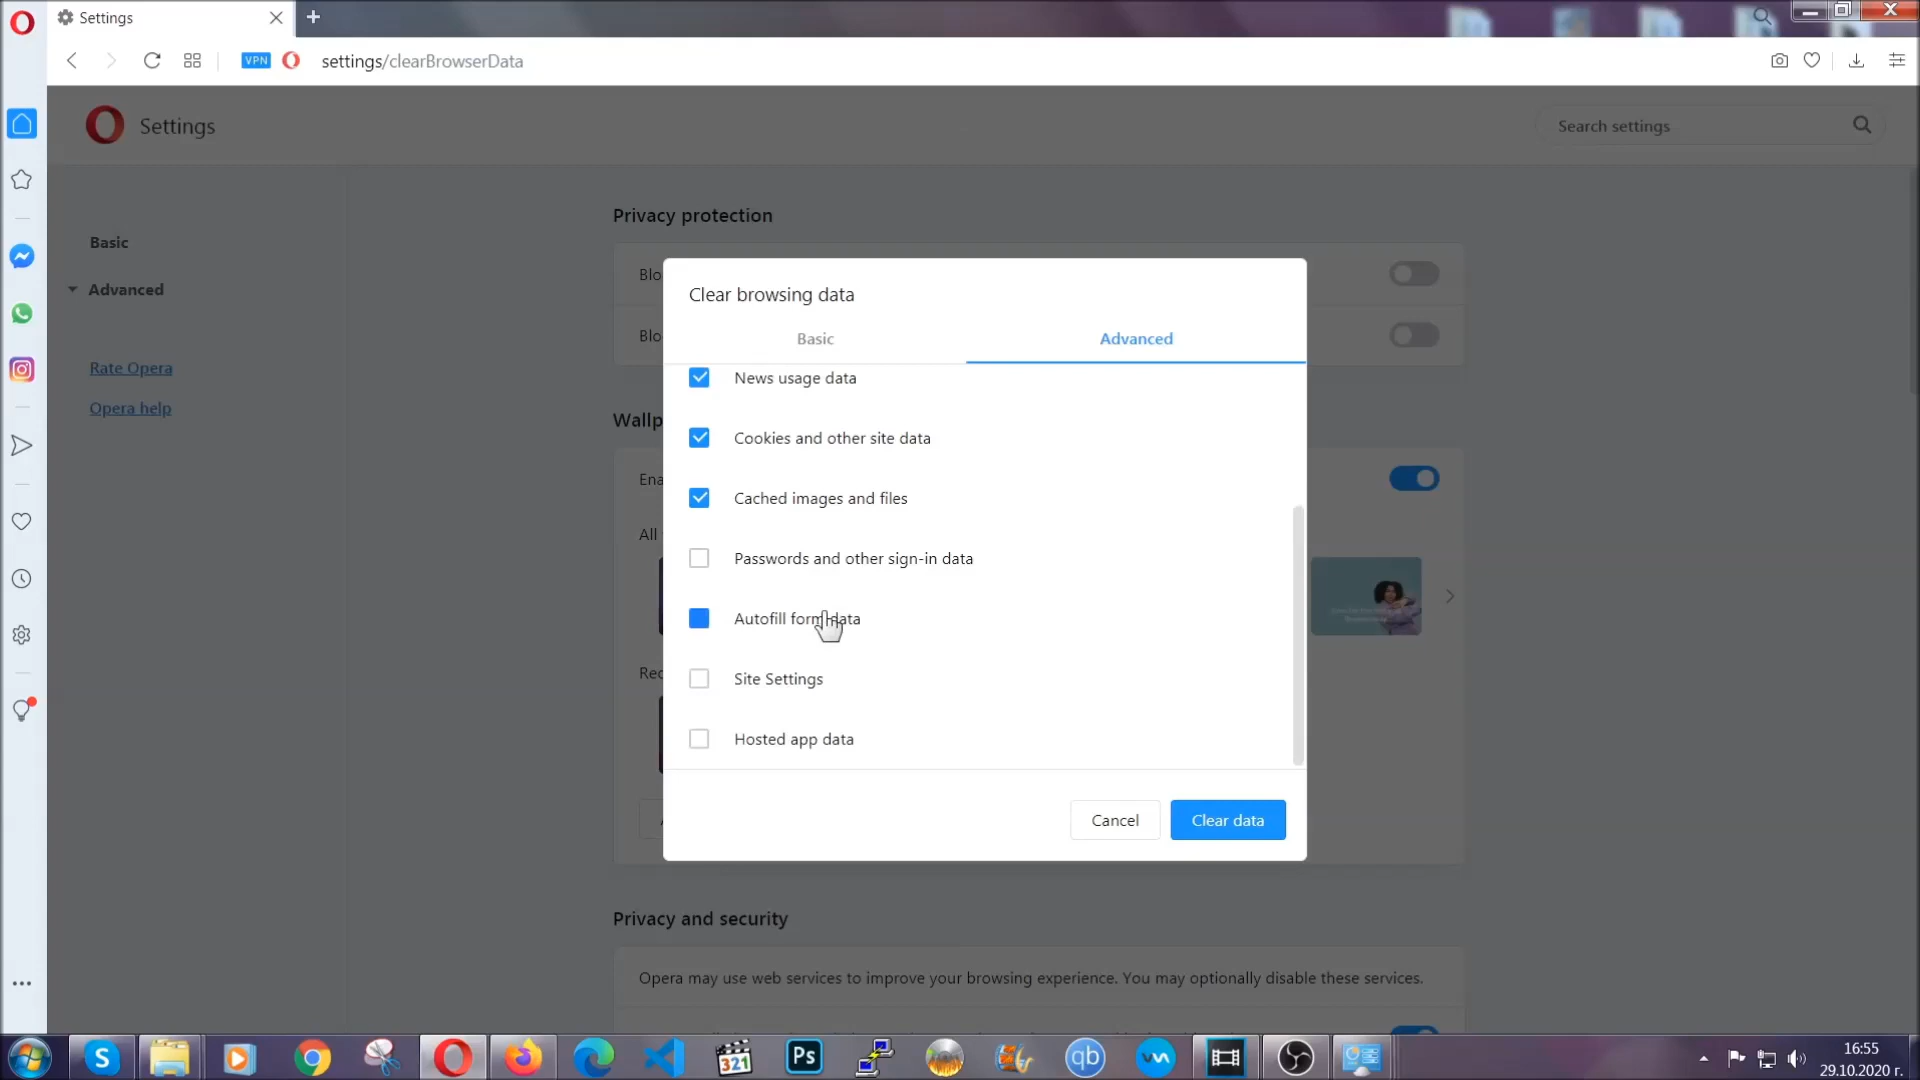 Settings
VPN
settings/clearBrowserData
Settings
Search settings
Basic
Advanced
Rate Opera
Opera help
Privacy protection
Blo
Blo
Wallp
Ena
All
Rec
Clear browsing data
Basic
Advanced
News usage data
Cookies and other site data
Cached images and files
Passwords and other sign-in data
Autofill form data
Site Settings
Hosted app data
Cancel
Clear data
Privacy and security
Opera may use web services to improve your browsing experience. You may optionally disable these services.
S
321
Ps
qb
16:55
29.10.2020 г.